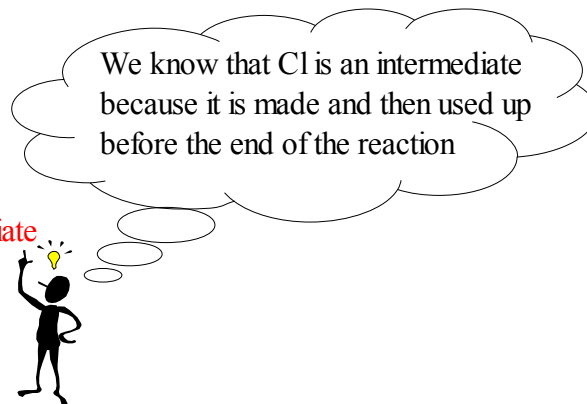 We know that Cl is an intermediate
because it is made and then used up
before the end of the reaction
iate